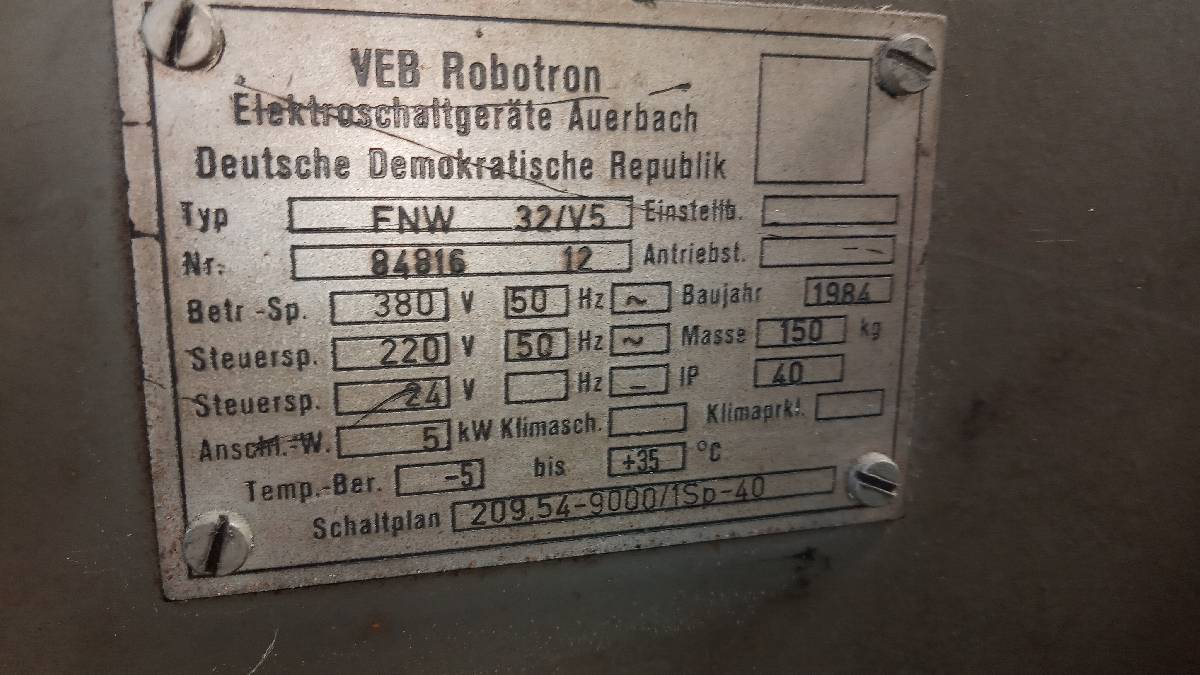 VEB Robotron
Elektroschaltgeräte Auerbach
Deutsche Demokratische Republik
Typ FNW 32/V5 Einstellb.
Nr. 84816 12 Antriebst. --
Betr.-Sp. 380 V 50 Hz ~ Baujahr 1984
Steuersp. 220 V 50 Hz ~ Masse 150 kg
Steuersp. 24 V Hz – IP 40
Anschl.-W. 5 kW Klimasch. Klimaprkl.
Temp.-Ber. -5 bis +35 °C
Schaltplan 209.54-9000/1Sp-40